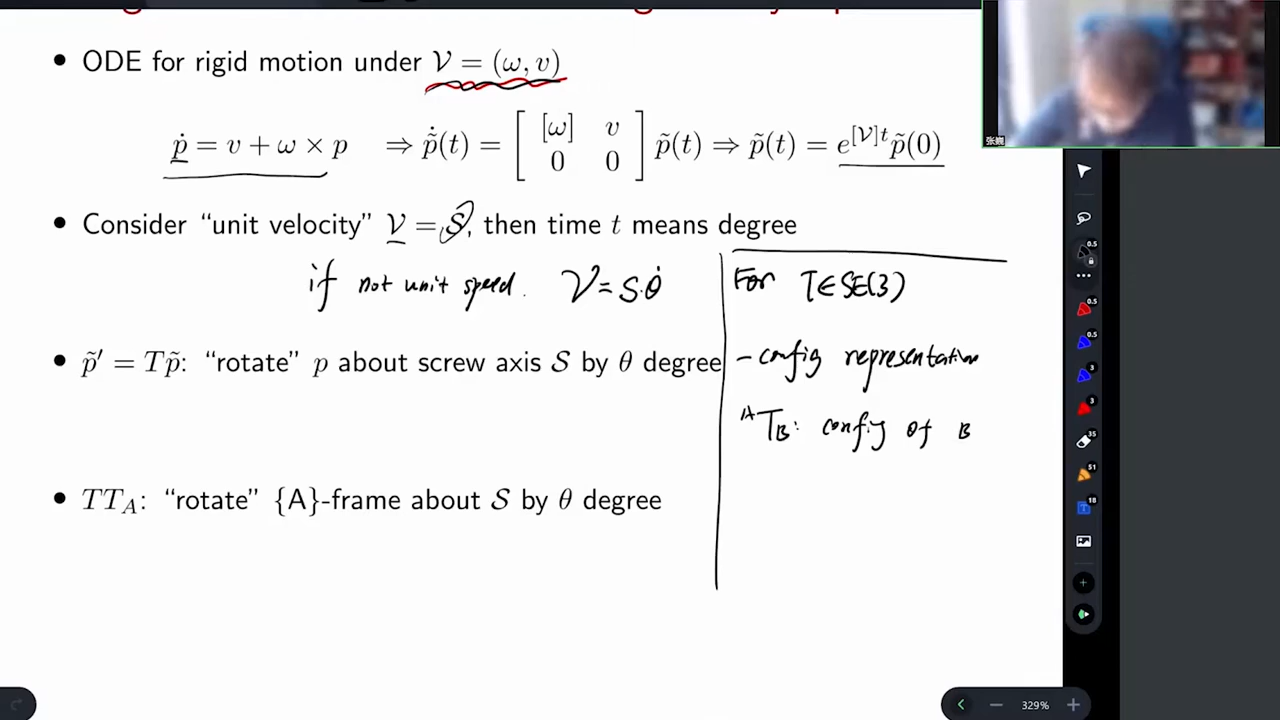 • ODE for rigid motion under 𝒱 = (ω, v)
ṗ = v + ω × p ⇒ p̃̇(t) = [ [ω] v ; 0 0 ] p̃(t) ⇒ p̃(t) = e^{[𝒱]t} p̃(0)
• Consider “unit velocity” 𝒱 = 𝒮, then time t means degree
if not unit speed. 𝒱 = S·θ̇
For T∈SE(3)
• p̃′ = Tp̃: “rotate” p about screw axis 𝒮 by θ degree
- config representation
ᴬT_B: config of B
• TT_A: “rotate” {A}-frame about 𝒮 by θ degree
329%